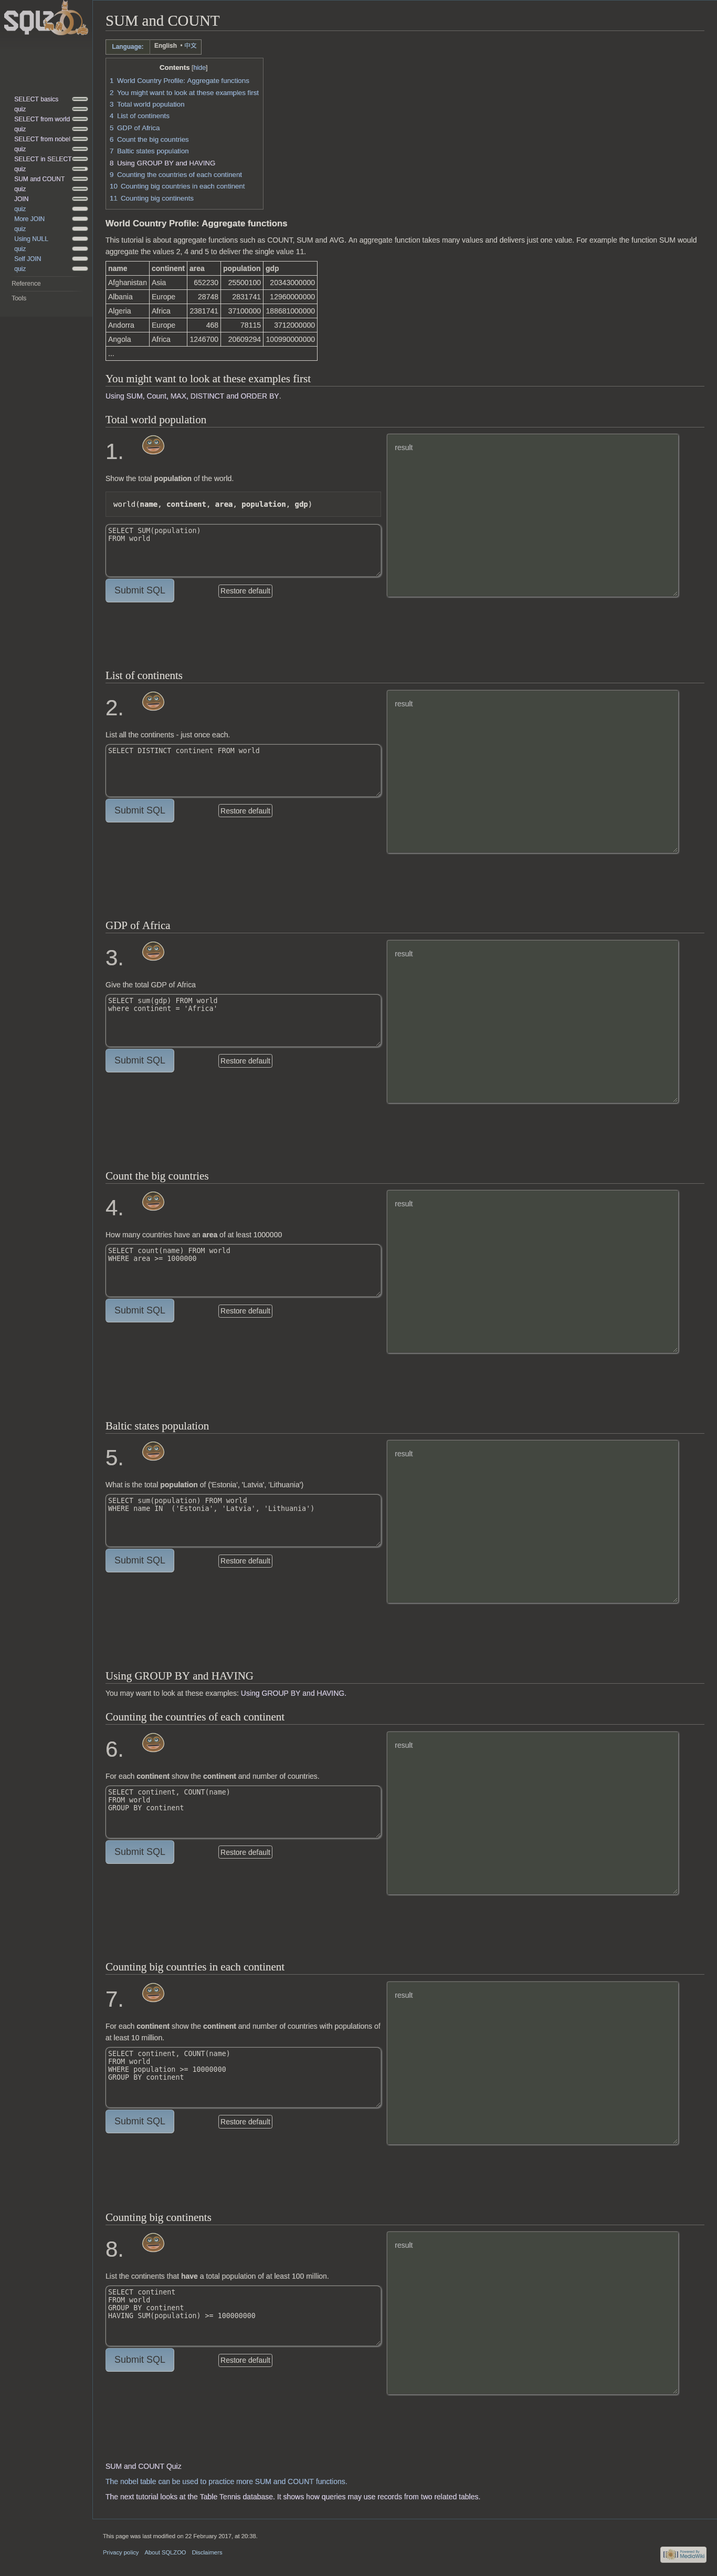 SQLZOO
SELECT basics
quiz
SELECT from world
quiz
SELECT from nobel
quiz
SELECT in SELECT
quiz
SUM and COUNT
quiz
JOIN
quiz
More JOIN
quiz
Using NULL
quiz
Self JOIN
quiz
Reference
Tools
SUM and COUNT
Language: English • 中文
Contents [hide]
1 World Country Profile: Aggregate functions
2 You might want to look at these examples first
3 Total world population
4 List of continents
5 GDP of Africa
6 Count the big countries
7 Baltic states population
8 Using GROUP BY and HAVING
9 Counting the countries of each continent
10 Counting big countries in each continent
11 Counting big continents
World Country Profile: Aggregate functions
This tutorial is about aggregate functions such as COUNT, SUM and AVG. An aggregate function takes many values and delivers just one value. For example the function SUM would
aggregate the values 2, 4 and 5 to deliver the single value 11.
name continent area population gdp
Afghanistan Asia 652230 25500100 20343000000
Albania Europe 28748 2831741 12960000000
Algeria Africa 2381741 37100000 188681000000
Andorra Europe 468 78115 3712000000
Angola Africa 1246700 20609294 100990000000
...
You might want to look at these examples first
Using SUM, Count, MAX, DISTINCT and ORDER BY.
Total world population
1.
Show the total population of the world.
world(name, continent, area, population, gdp)
SELECT SUM(population)
FROM world
Submit SQL Restore default
result
List of continents
2.
List all the continents - just once each.
SELECT DISTINCT continent FROM world
Submit SQL Restore default
result
GDP of Africa
3.
Give the total GDP of Africa
SELECT sum(gdp) FROM world
where continent = 'Africa'
Submit SQL Restore default
result
Count the big countries
4.
How many countries have an area of at least 1000000
SELECT count(name) FROM world
WHERE area >= 1000000
Submit SQL Restore default
result
Baltic states population
5.
What is the total population of ('Estonia', 'Latvia', 'Lithuania')
SELECT sum(population) FROM world
WHERE name IN  ('Estonia', 'Latvia', 'Lithuania')
Submit SQL Restore default
result
Using GROUP BY and HAVING
You may want to look at these examples: Using GROUP BY and HAVING.
Counting the countries of each continent
6.
For each continent show the continent and number of countries.
SELECT continent, COUNT(name)
FROM world
GROUP BY continent
Submit SQL Restore default
result
Counting big countries in each continent
7.
For each continent show the continent and number of countries with populations of
at least 10 million.
SELECT continent, COUNT(name)
FROM world
WHERE population >= 10000000
GROUP BY continent
Submit SQL Restore default
result
Counting big continents
8.
List the continents that have a total population of at least 100 million.
SELECT continent
FROM world
GROUP BY continent
HAVING SUM(population) >= 100000000
Submit SQL Restore default
result
SUM and COUNT Quiz
The nobel table can be used to practice more SUM and COUNT functions.
The next tutorial looks at the Table Tennis database. It shows how queries may use records from two related tables.
This page was last modified on 22 February 2017, at 20:38.
Privacy policy About SQLZOO Disclaimers
Powered By
MediaWiki